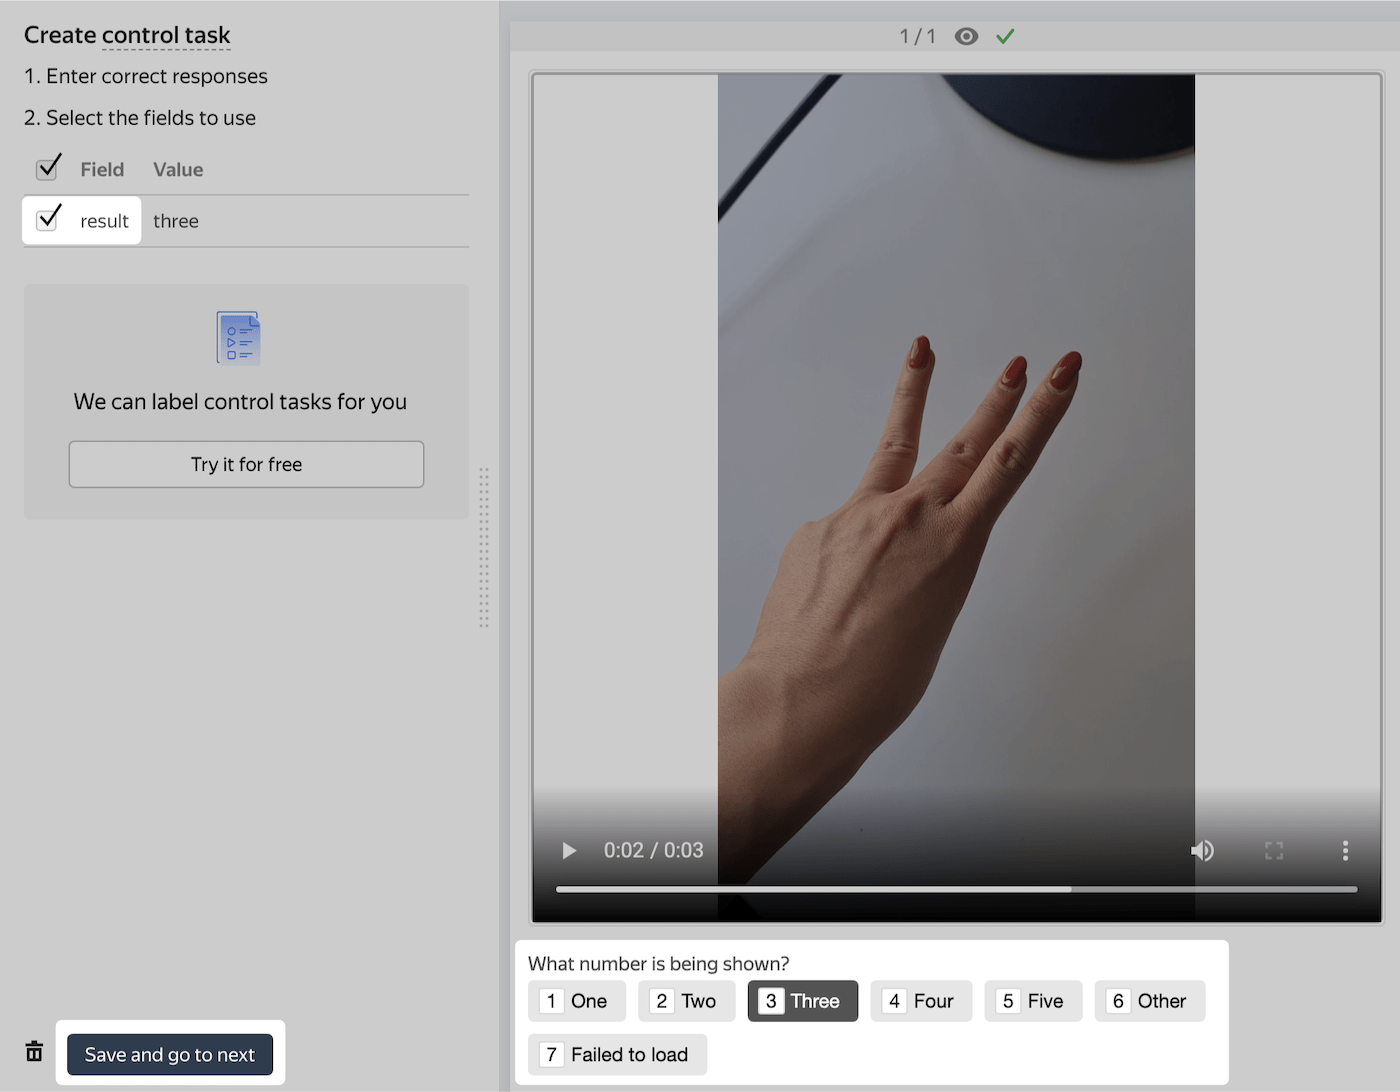 Create control task
1. Enter correct responses
2. Select the fields to use
Field Value
result three
We can label control tasks for you
Try it for free
Save and go to next
1 / 1
0:02 / 0:03
What number is being shown?
1 One 2 Two 3 Three 4 Four 5 Five 6 Other
7 Failed to load